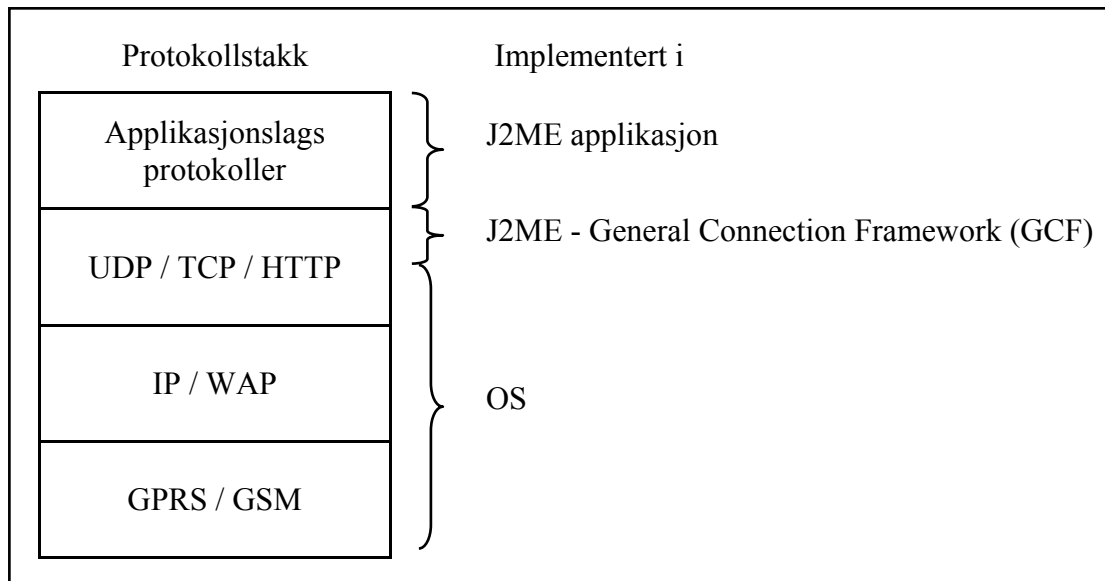 Protokollstakk
Implementert i
Applikasjonslags
protokoller
J2ME applikasjon
J2ME - General Connection Framework (GCF)
UDP / TCP / HTTP
IP / WAP
OS
GPRS / GSM